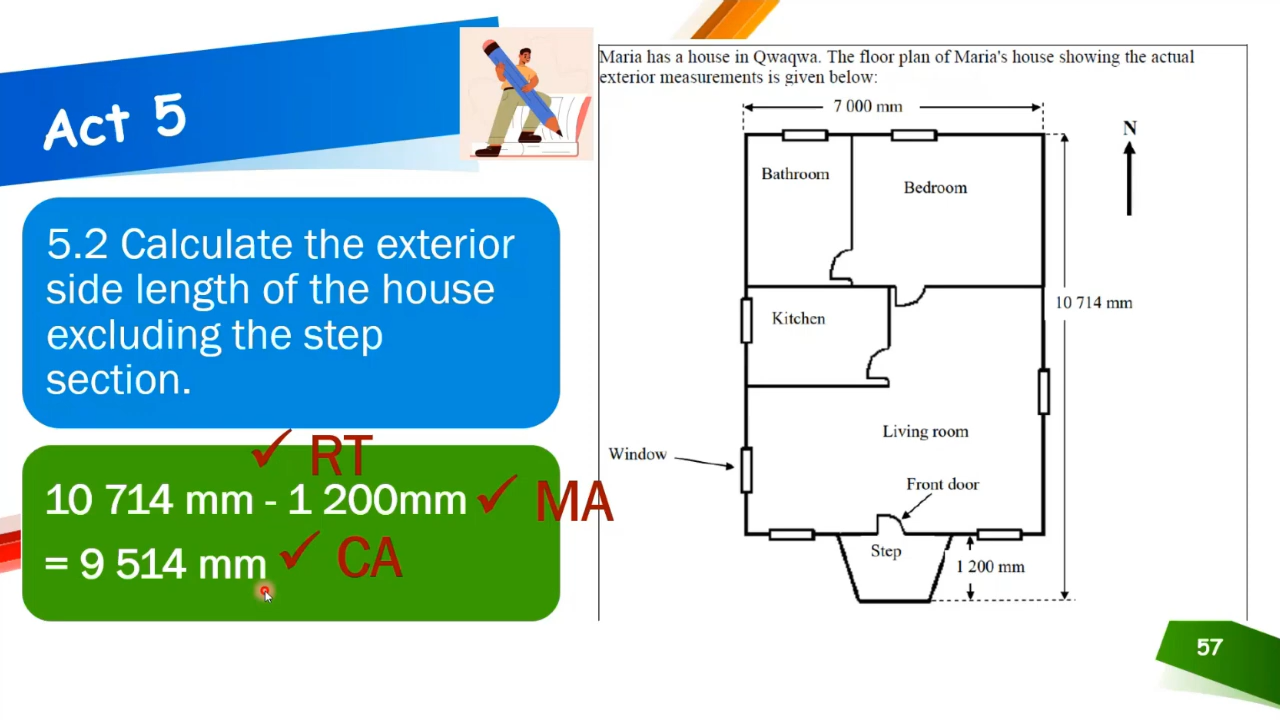 Act 5
5.2 Calculate the exterior
side length of the house
excluding the step
section.
✓ RT
10 714 mm - 1 200mm ✓ MA
= 9 514 mm ✓ CA
Maria has a house in Qwaqwa. The floor plan of Maria's house showing the actual
exterior measurements is given below:
7 000 mm
N
Bathroom
Bedroom
10 714 mm
Kitchen
Living room
Window
Front door
Step
1 200 mm
57